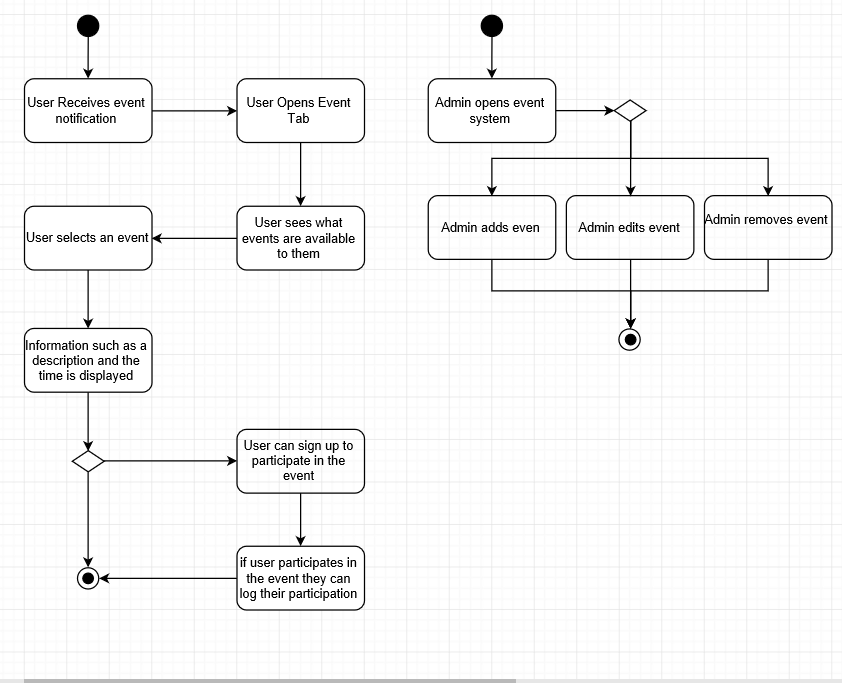 User Receives event
notification
User Opens Event
Tab
User sees what
events are available
to them
User selects an event
Information such as a
description and the
time is displayed
User can sign up to
participate in the
event
if user participates in
the event they can
log their participation
Admin opens event
system
Admin adds even
Admin edits event
Admin removes event